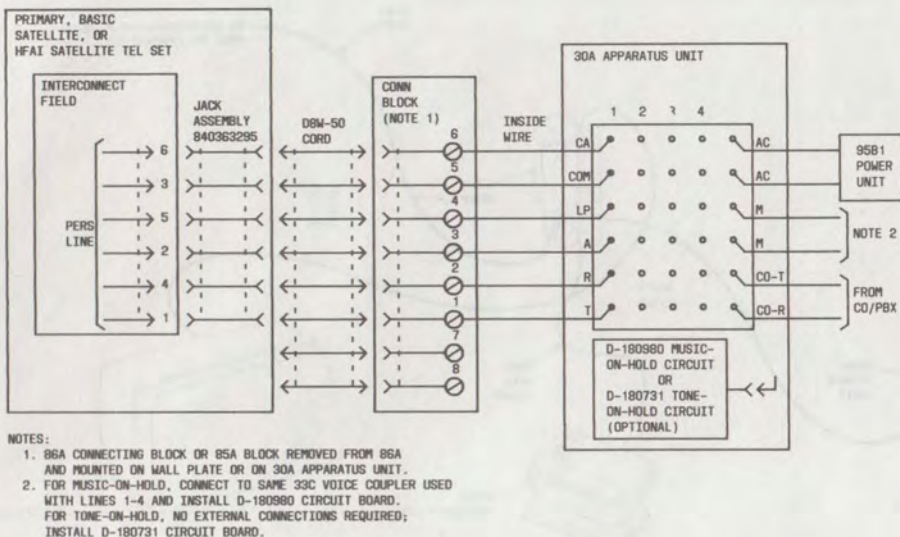 PRIMARY, BASIC
SATELLITE, OR
HFAI SATELLITE TEL SET
INTERCONNECT
FIELD
JACK
ASSEMBLY
840363295
D8W-50
CORD
CONN
BLOCK
(NOTE 1)
INSIDE
WIRE
30A APPARATUS UNIT
1 2 3 4
PERS
LINE
6
3
5
2
4
1
6
5
4
3
2
1
7
8
CA
COM
LP
A
R
T
AC
AC
M
M
CO-T
CO-R
95B1
POWER
UNIT
NOTE 2
FROM
CO/PBX
D-180980 MUSIC-
ON-HOLD CIRCUIT
OR
D-180731 TONE-
ON-HOLD CIRCUIT
(OPTIONAL)
NOTES:
1. 86A CONNECTING BLOCK OR 85A BLOCK REMOVED FROM 86A
AND MOUNTED ON WALL PLATE OR ON 30A APPARATUS UNIT.
2. FOR MUSIC-ON-HOLD, CONNECT TO SAME 33C VOICE COUPLER USED
WITH LINES 1-4 AND INSTALL D-180980 CIRCUIT BOARD.
FOR TONE-ON-HOLD, NO EXTERNAL CONNECTIONS REQUIRED;
INSTALL D-180731 CIRCUIT BOARD.